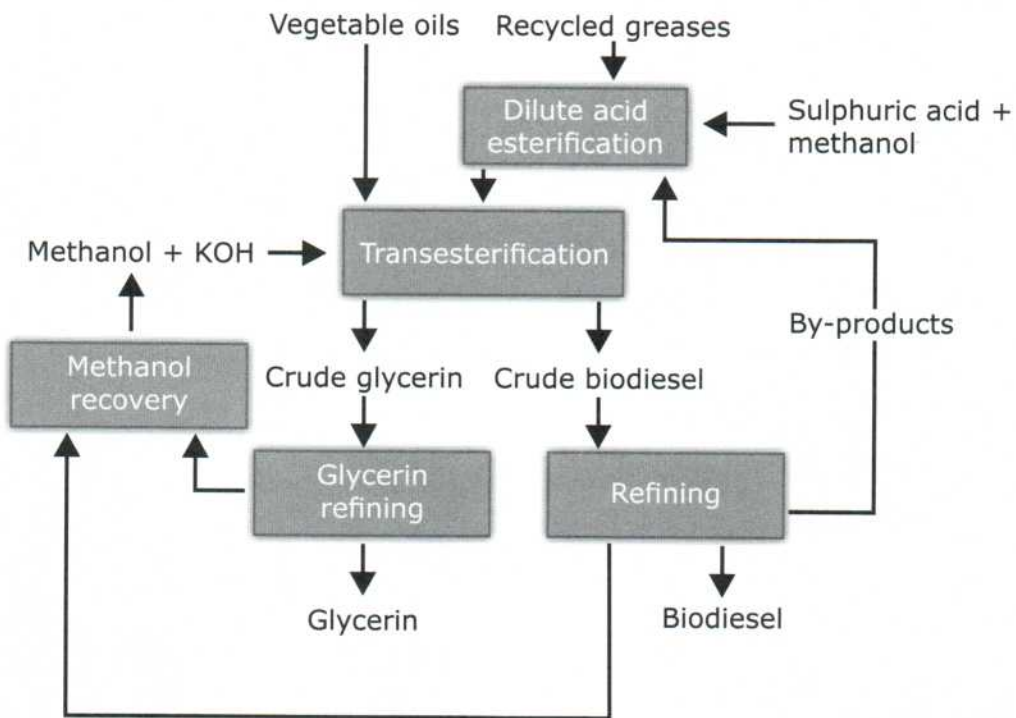 Vegetable oils
Recycled greases
Dilute acid
esterification
Sulphuric acid +
methanol
Methanol + KOH
Transesterification
By-products
Methanol
recovery
Crude glycerin
Crude biodiesel
Glycerin
refining
Refining
Glycerin
Biodiesel